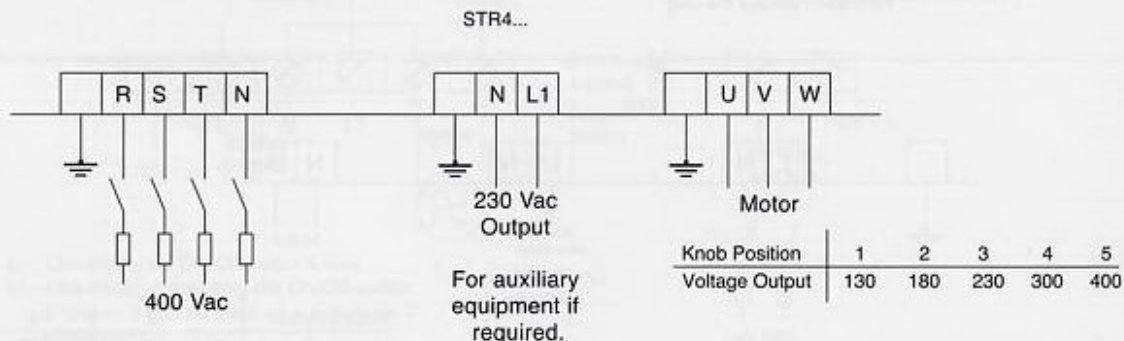 STR4...
R S T N
N L1
U V W
230 Vac
Output
For auxiliary
equipment if
required.
400 Vac
Motor
Knob Position 1 2 3 4 5
Voltage Output 130 180 230 300 400